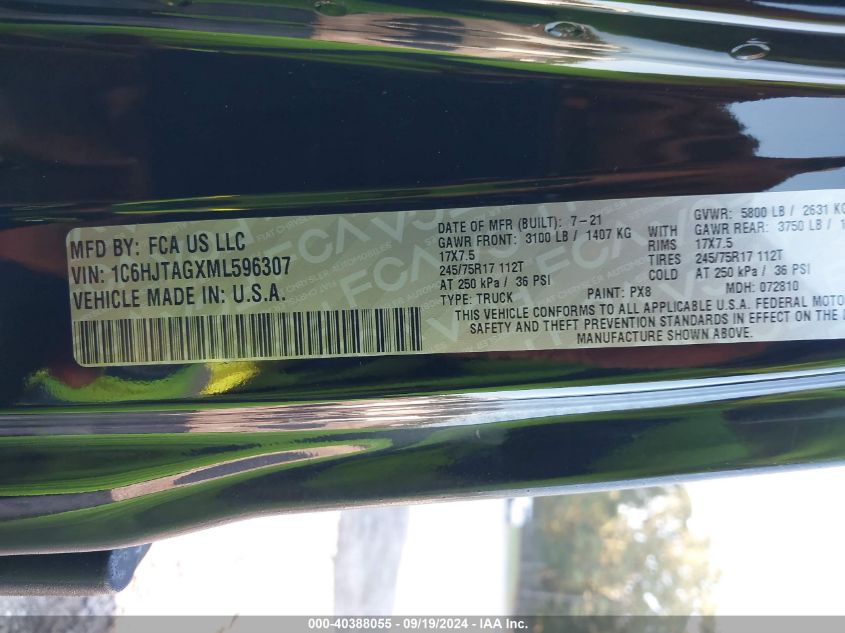 MFD BY: FCA US LLC
VIN: 1C6HJTAGXML596307
VEHICLE MADE IN: U.S.A.
DATE OF MFR (BUILT): 7-21
GVWR: 5800 LB / 2631 KG
GAWR FRONT: 3100 LB / 1407 KG WITH GAWR REAR: 3750 LB /
17X7.5 RIMS 17X7.5
245/75R17 112T TIRES 245/75R17 112T
AT 250 kPa / 36 PSI COLD AT 250 kPa / 36 PSI
TYPE: TRUCK PAINT: PX8 MDH: 072810
THIS VEHICLE CONFORMS TO ALL APPLICABLE U.S.A. FEDERAL MOTO
SAFETY AND THEFT PREVENTION STANDARDS IN EFFECT ON THE D
MANUFACTURE SHOWN ABOVE.
000-40388055 - 09/19/2024 - IAA Inc.